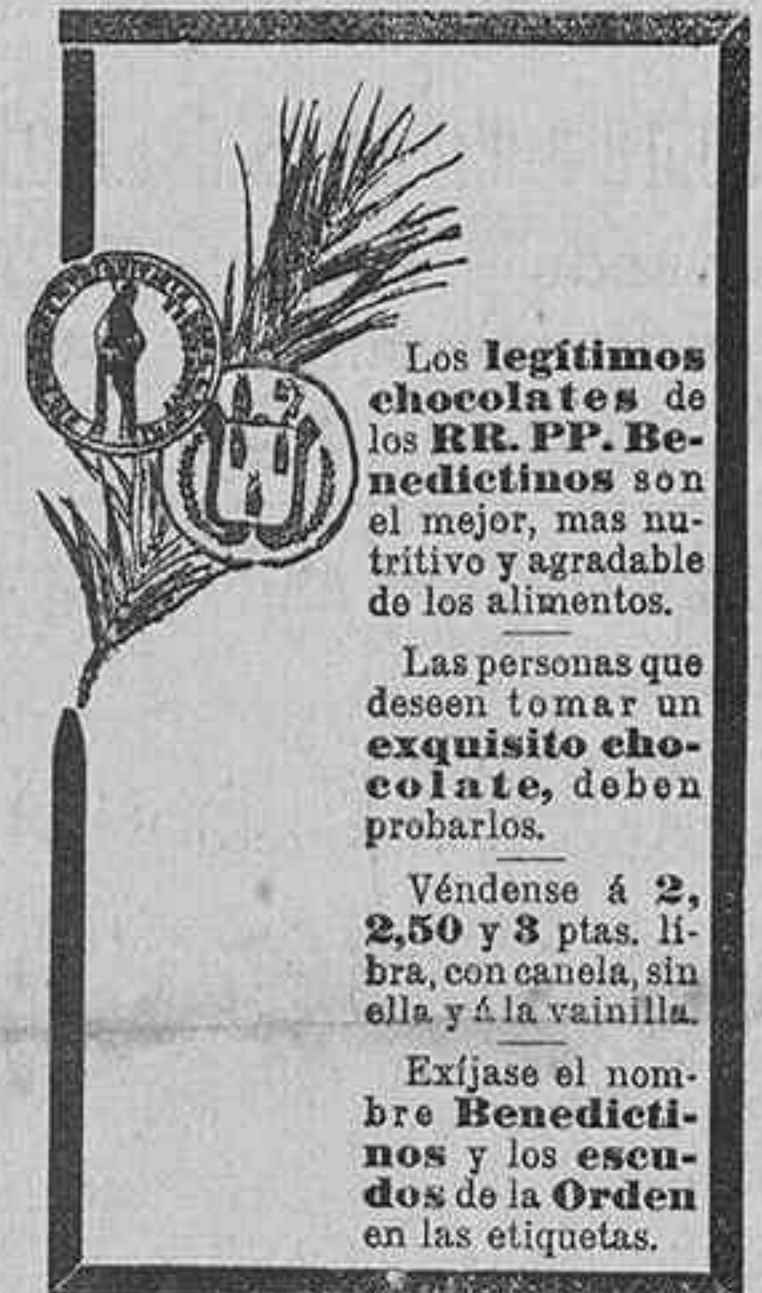 Los legítimos
chocolates de
los RR. PP. Be-
nedictinos son
el mejor, mas nu-
tritivo y agradable
de los alimentos.
Las personas que
deseen tomar un
exquisito cho-
colate, deben
probarlos.
Véndense á 2,
2,50 y 3 ptas. li-
bra, con canela, sin
ella y á la vainilla.
Exíjase el nom-
bre Benedicti-
nos y los escu-
dos de la Orden
en las etiquetas.